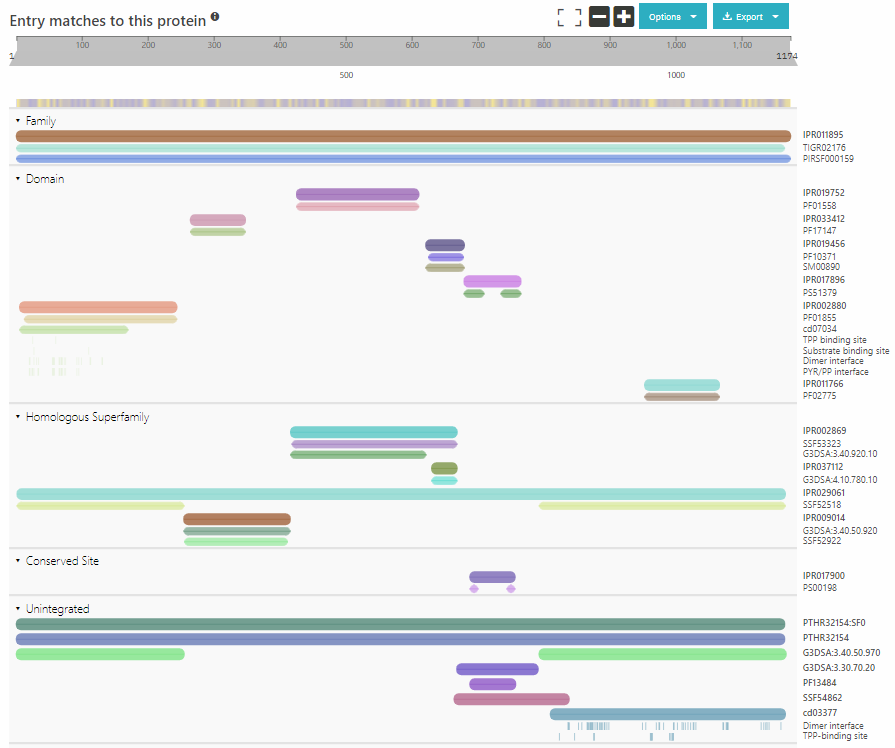 Entry matches to this protein
Options
Export
100 200 300 400 500 600 700 800 900 1,000 1,100
1 1174
500 1000
Family
IPR011895
TIGR02176
PIRSF000159
Domain
IPR019752
PF01558
IPR033412
PF17147
IPR019456
PF10371
SM00890
IPR017896
PS51379
IPR002880
PF01855
cd07034
TPP binding site
Substrate binding site
Dimer interface
PYR/PP interface
IPR011766
PF02775
Homologous Superfamily
IPR002869
SSF53323
G3DSA:3.40.920.10
IPR037112
G3DSA:4.10.780.10
IPR029061
SSF52518
IPR009014
G3DSA:3.40.50.920
SSF52922
Conserved Site
IPR017900
PS00198
Unintegrated
PTHR32154:SF0
PTHR32154
G3DSA:3.40.50.970
G3DSA:3.30.70.20
PF13484
SSF54862
cd03377
Dimer interface
TPP-binding site